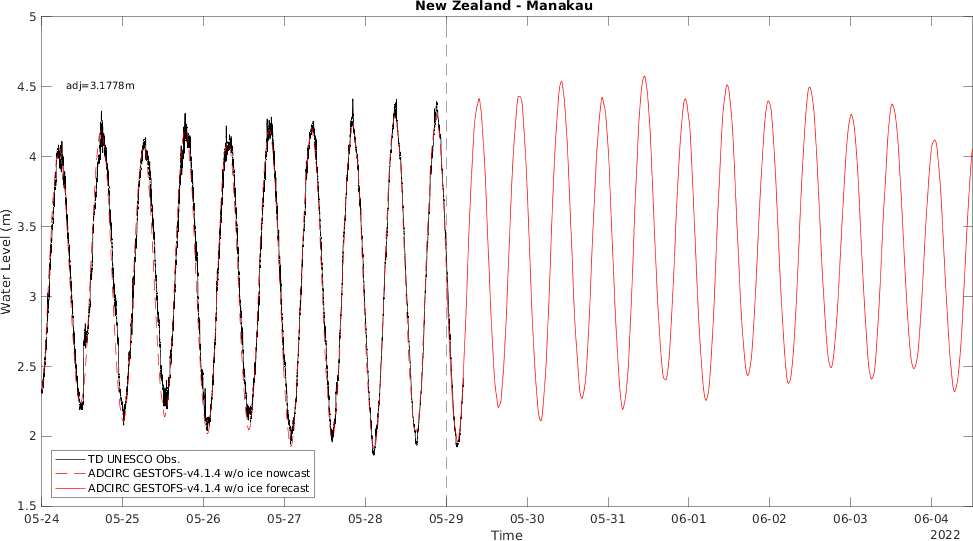 New Zealand - Manakau
5
4.5
4
3.5
3
2.5
2
1.5
Water Level (m)
adj=3.1778m
TD UNESCO Obs.
ADCIRC GESTOFS-v4.1.4 w/o ice nowcast
ADCIRC GESTOFS-v4.1.4 w/o ice forecast
05-24 05-25 05-26 05-27 05-28 05-29 05-30 05-31 06-01 06-02 06-03 06-04
Time
2022